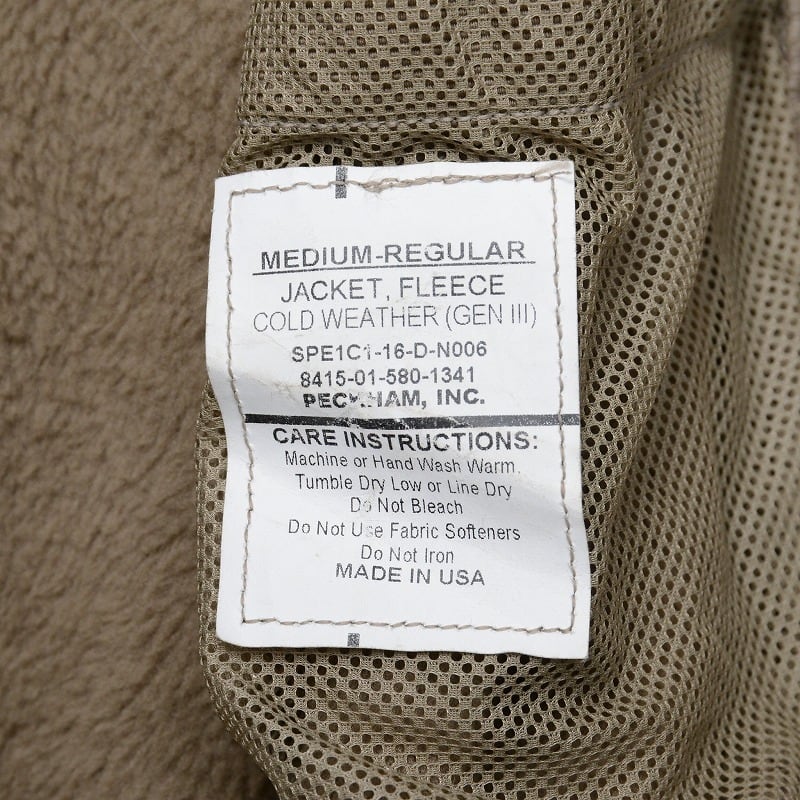 MEDIUM-REGULAR
JACKET, FLEECE
COLD WEATHER (GEN III)
SPE1C1-16-D-N006
8415-01-580-1341
PECKHAM, INC.
CARE INSTRUCTIONS:
Machine or Hand Wash Warm,
Tumble Dry Low or Line Dry
Do Not Bleach
Do Not Use Fabric Softeners
Do Not Iron
MADE IN USA